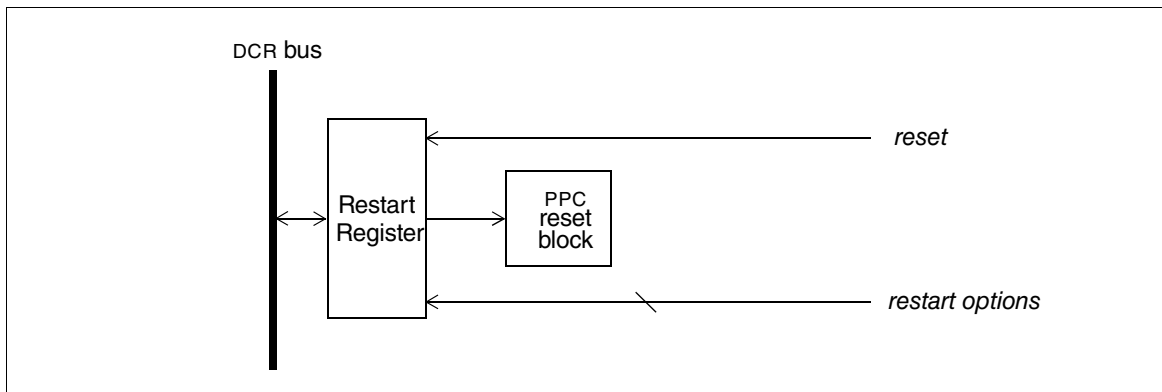 DCR bus
reset
Restart
Register
PPC
reset
block
restart options